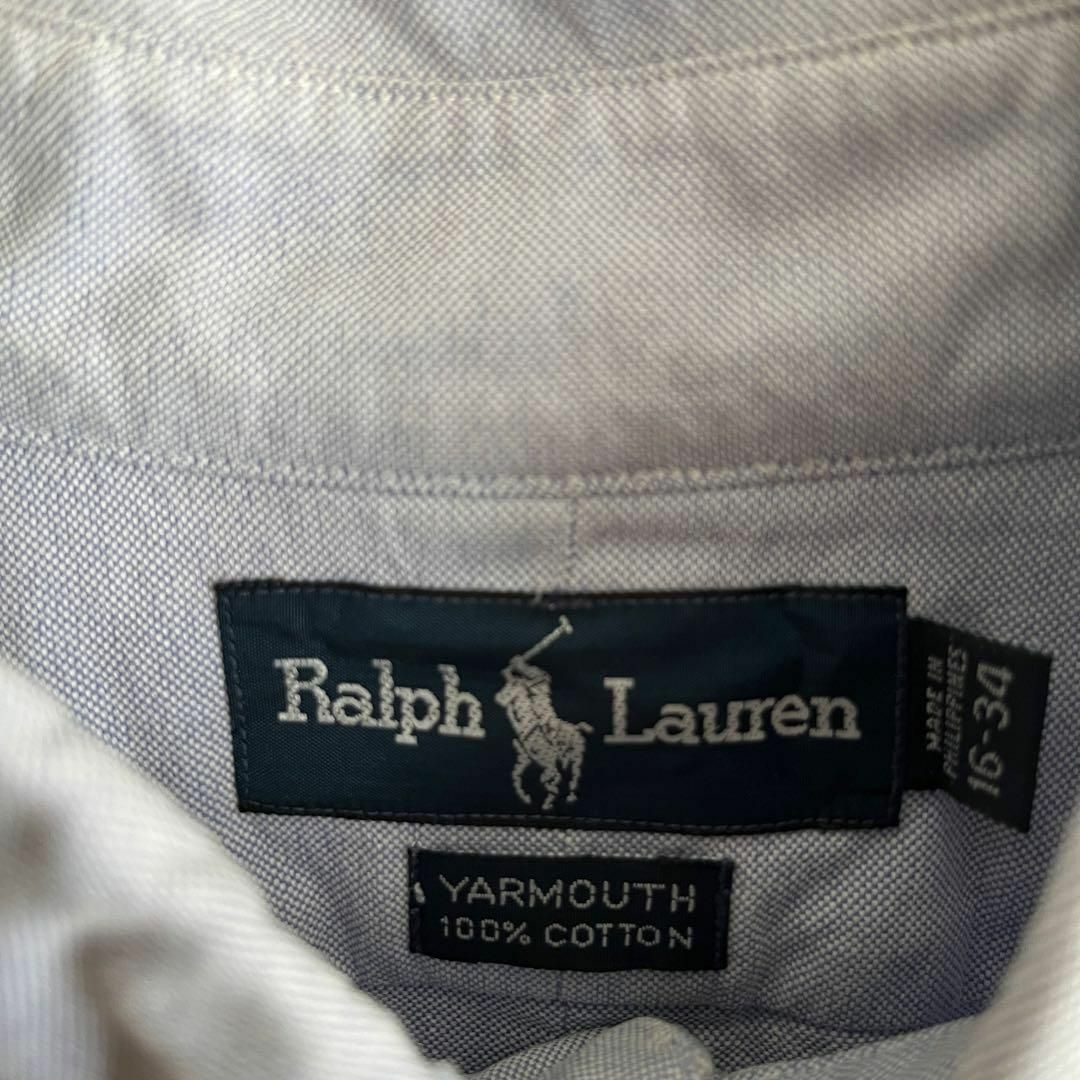 Ralph Lauren
MADE IN
PHILIPPINES
16-34
YARMOUTH
100% COTTON